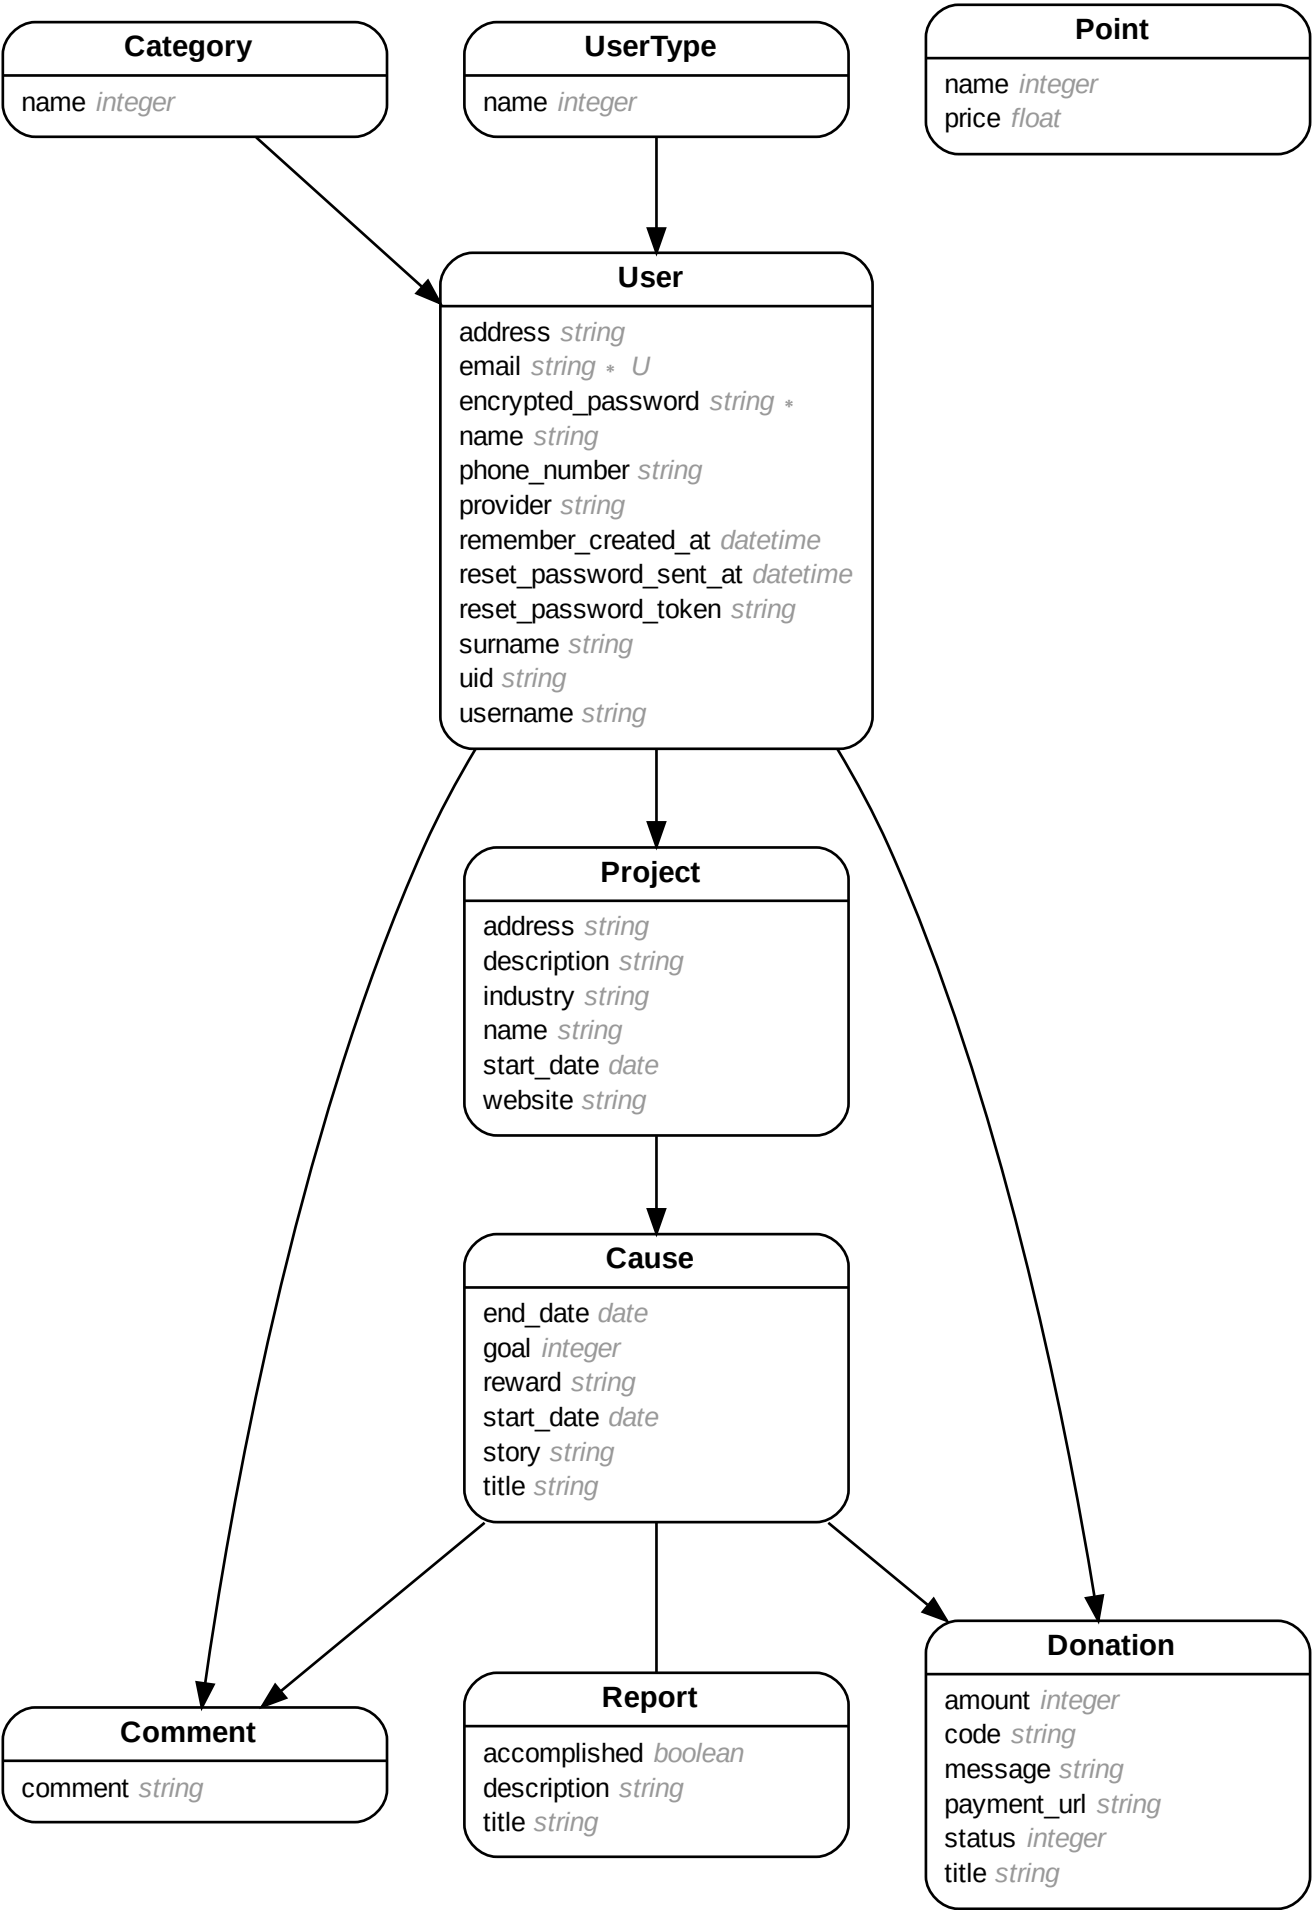 Category
name integer
UserType
name integer
Point
name integer
price float
User
address string
email string * U
encrypted_password string *
name string
phone_number string
provider string
remember_created_at datetime
reset_password_sent_at datetime
reset_password_token string
surname string
uid string
username string
Project
address string
description string
industry string
name string
start_date date
website string
Cause
end_date date
goal integer
reward string
start_date date
story string
title string
Comment
comment string
Report
accomplished boolean
description string
title string
Donation
amount integer
code string
message string
payment_url string
status integer
title string